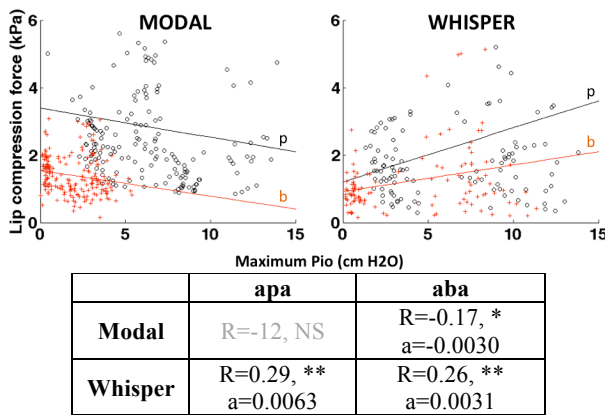 MODAL
WHISPER
Lip compression force (kPa)
6
4
2
0
p
b
0
5
10
15
6
4
2
0
p
b
0
5
10
15
Maximum Pio (cm H2O)
apa aba
Modal R=-12, NS R=-0.17, *
a=-0.0030
Whisper R=0.29, ** R=0.26, **
a=0.0063 a=0.0031